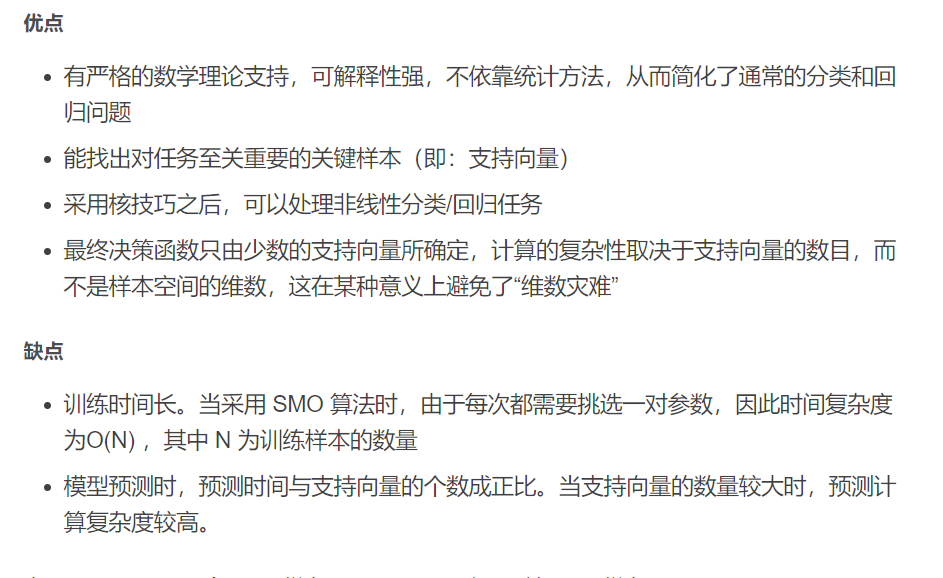 优点
有严格的数学理论支持，可解释性强，不依靠统计方法，从而简化了通常的分类和回
归问题
能找出对任务至关重要的关键样本（即：支持向量）
采用核技巧之后，可以处理非线性分类/回归任务
最终决策函数只由少数的支持向量所确定，计算的复杂性取决于支持向量的数目，而
不是样本空间的维数，这在某种意义上避免了“维数灾难”
缺点
训练时间长。当采用 SMO 算法时，由于每次都需要挑选一对参数，因此时间复杂度
为O(N) ，其中 N 为训练样本的数量
模型预测时，预测时间与支持向量的个数成正比。当支持向量的数量较大时，预测计
算复杂度较高。